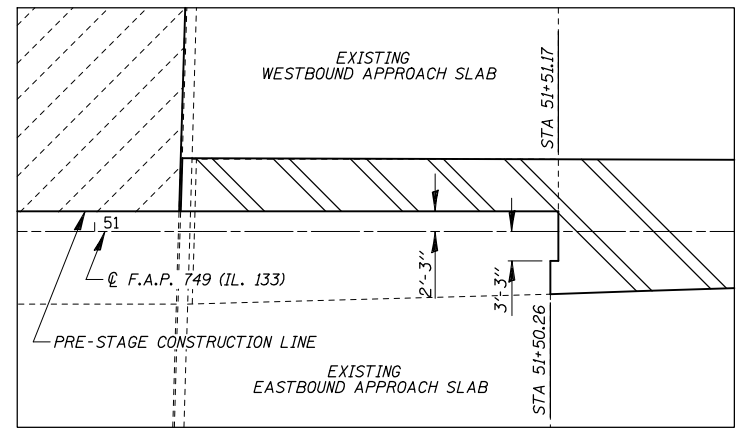 EXISTING
WESTBOUND APPROACH SLAB
STA 51+51.17
51
℄ F.A.P. 749 (IL. 133)
2'-3"
3'-3"
PRE-STAGE CONSTRUCTION LINE
EXISTING
EASTBOUND APPROACH SLAB
STA 51+50.26